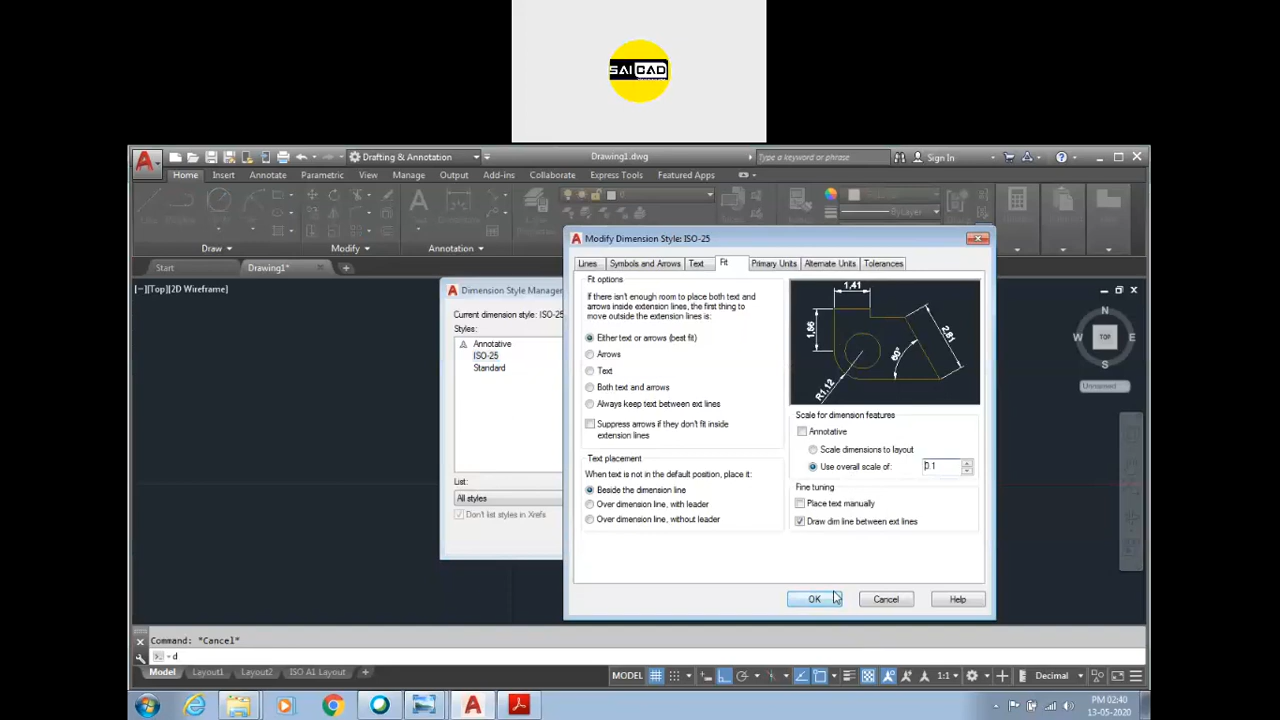 SAICAD
Drafting & Annotation
Drawing1.dwg
Type a keyword or phrase
Sign In
Home
Insert
Annotate
Parametric
View
Manage
Output
Add-ins
Collaborate
Express Tools
Featured Apps
ByLayer
Draw
Modify
Annotation
Start
Drawing1*
[−][Top][2D Wireframe]
Modify Dimension Style: ISO-25
Lines
Symbols and Arrows
Text
Fit
Primary Units
Alternate Units
Tolerances
Fit options
If there isn't enough room to place both text and
arrows inside extension lines, the first thing to
move outside the extension lines is:
Either text or arrows (best fit)
Arrows
Text
Both text and arrows
Always keep text between ext lines
Suppress arrows if they don't fit inside
extension lines
Text placement
When text is not in the default position, place it:
Beside the dimension line
Over dimension line, with leader
Over dimension line, without leader
1,41
1,66
2,81
60°
R1,12
Scale for dimension features
Annotative
Scale dimensions to layout
Use overall scale of:
0.1
Fine tuning
Place text manually
Draw dim line between ext lines
OK
Cancel
Help
Dimension Style Manager
Current dimension style: ISO-25
Styles:
Annotative
ISO-25
Standard
List:
All styles
Don't list styles in Xrefs
N
W
TOP
E
S
Unnamed
Command: *Cancel*
d
Model
Layout1
Layout2
ISO A1 Layout
MODEL
1:1
Decimal
PM 02:40
13-05-2020